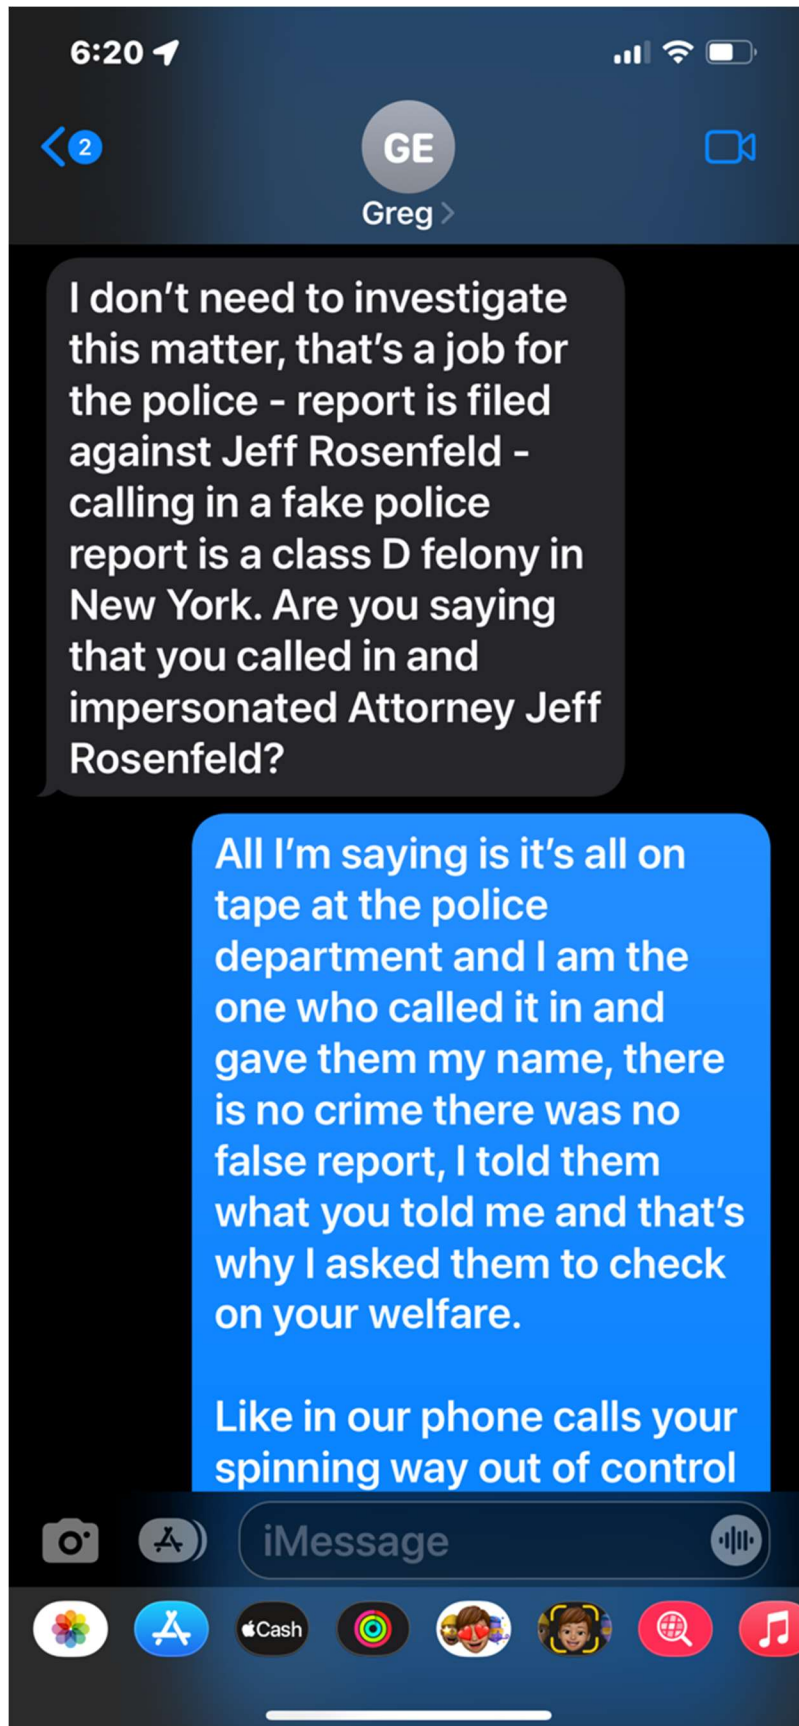 6:20
2
GE
Greg
I don’t need to investigate
this matter, that’s a job for
the police - report is filed
against Jeff Rosenfeld -
calling in a fake police
report is a class D felony in
New York. Are you saying
that you called in and
impersonated Attorney Jeff
Rosenfeld?
All I’m saying is it’s all on
tape at the police
department and I am the
one who called it in and
gave them my name, there
is no crime there was no
false report, I told them
what you told me and that’s
why I asked them to check
on your welfare.
Like in our phone calls your
spinning way out of control
iMessage
Cash